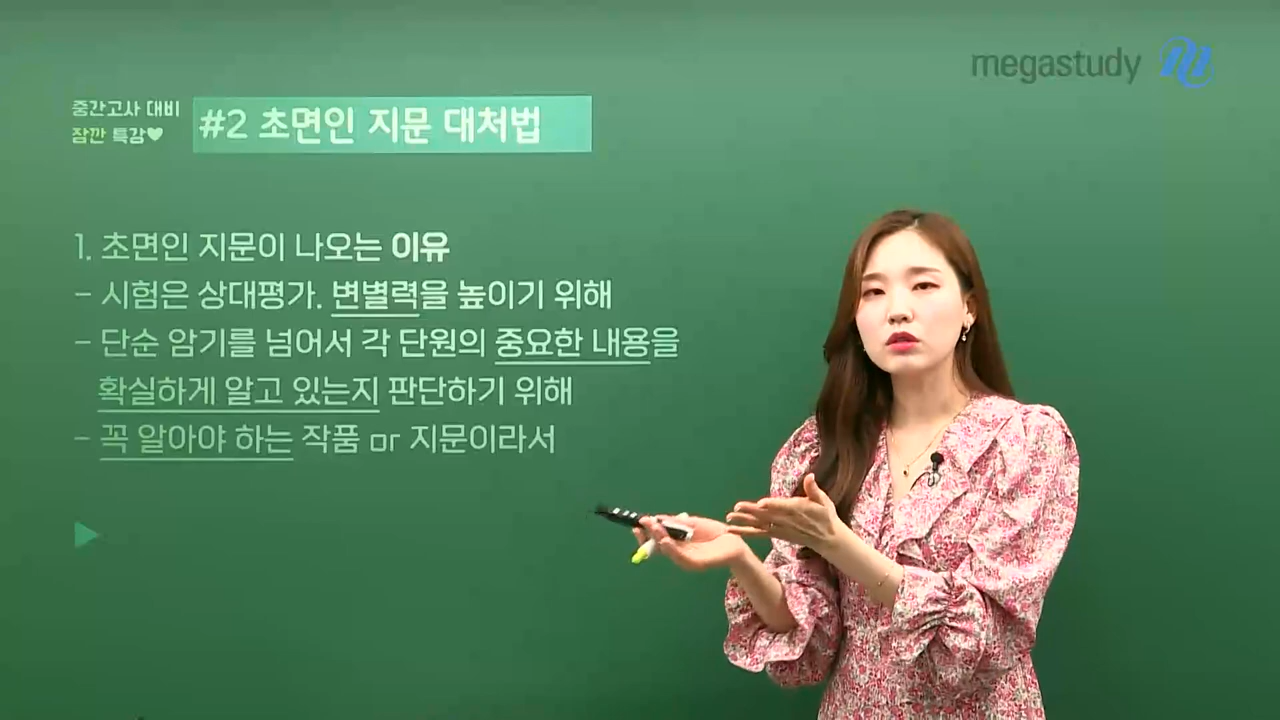 megastudy
중간고사 대비
잠깐 특강♥
#2 초면인 지문 대처법
1. 초면인 지문이 나오는 이유
- 시험은 상대평가. 변별력을 높이기 위해
- 단순 암기를 넘어서 각 단원의 중요한 내용을
확실하게 알고 있는지 판단하기 위해
- 꼭 알아야 하는 작품 or 지문이라서